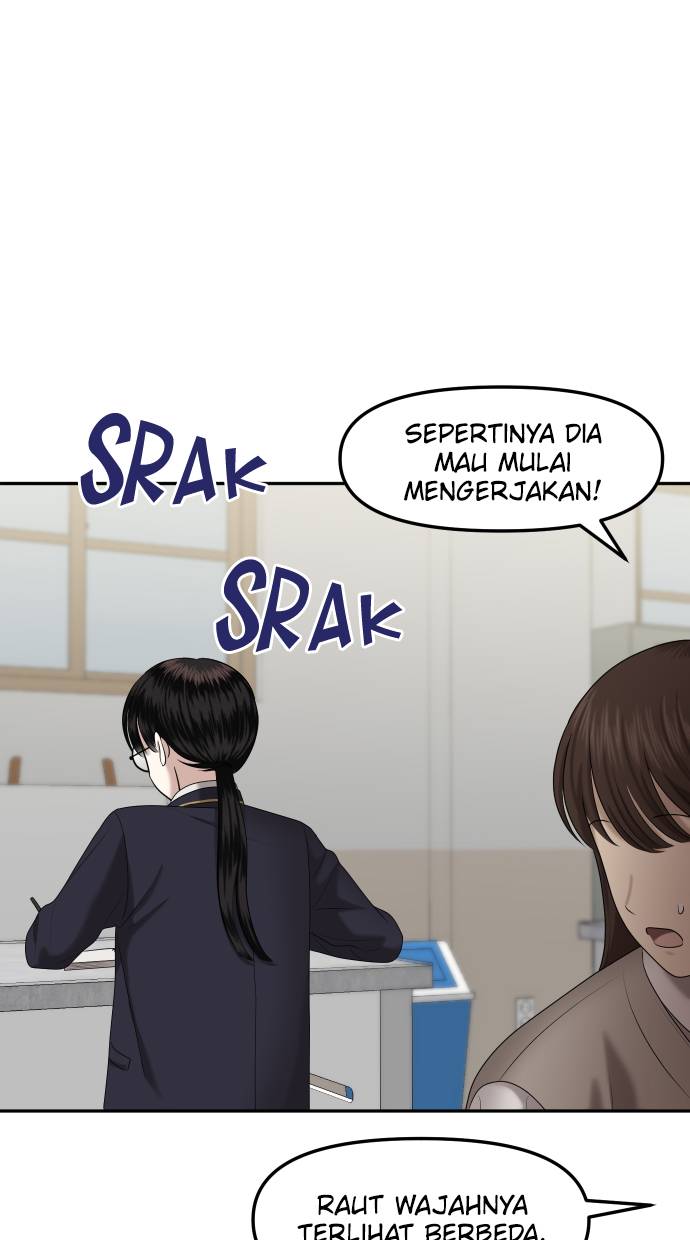 SRAK
SEPERTINYA DIA
MAU MULAI
MENGERJAKAN!
SRAK
RAUT WAJAHNYA
TERLIHAT BERBEDA.